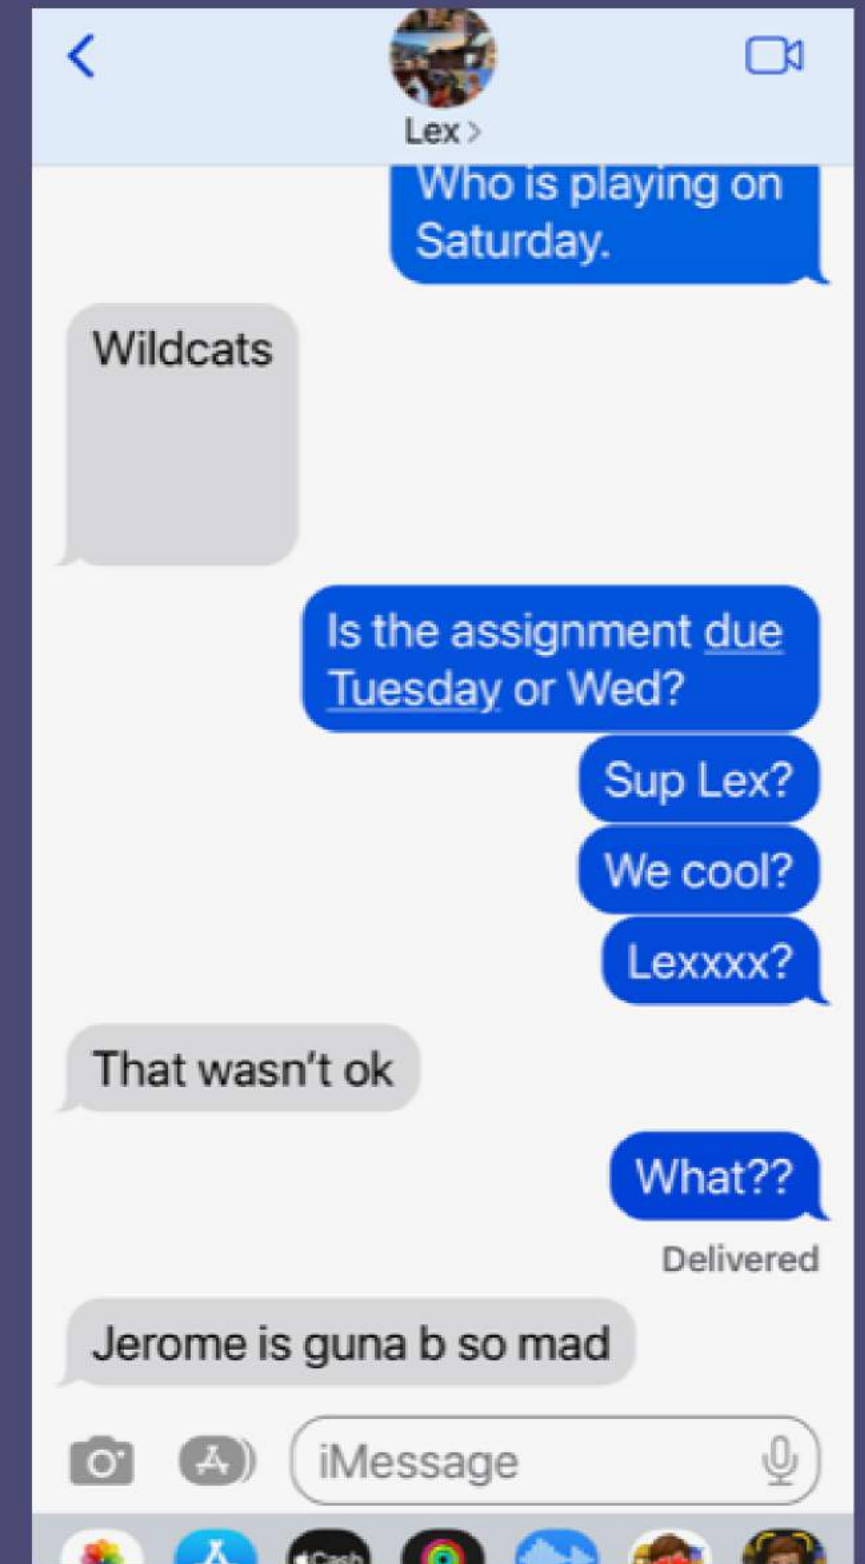 Lex
Who is playing on
Saturday.
Wildcats
Is the assignment due
Tuesday or Wed?
Sup Lex?
We cool?
Lexxxx?
That wasn't ok
What??
Delivered
Jerome is guna b so mad
iMessage
Cash